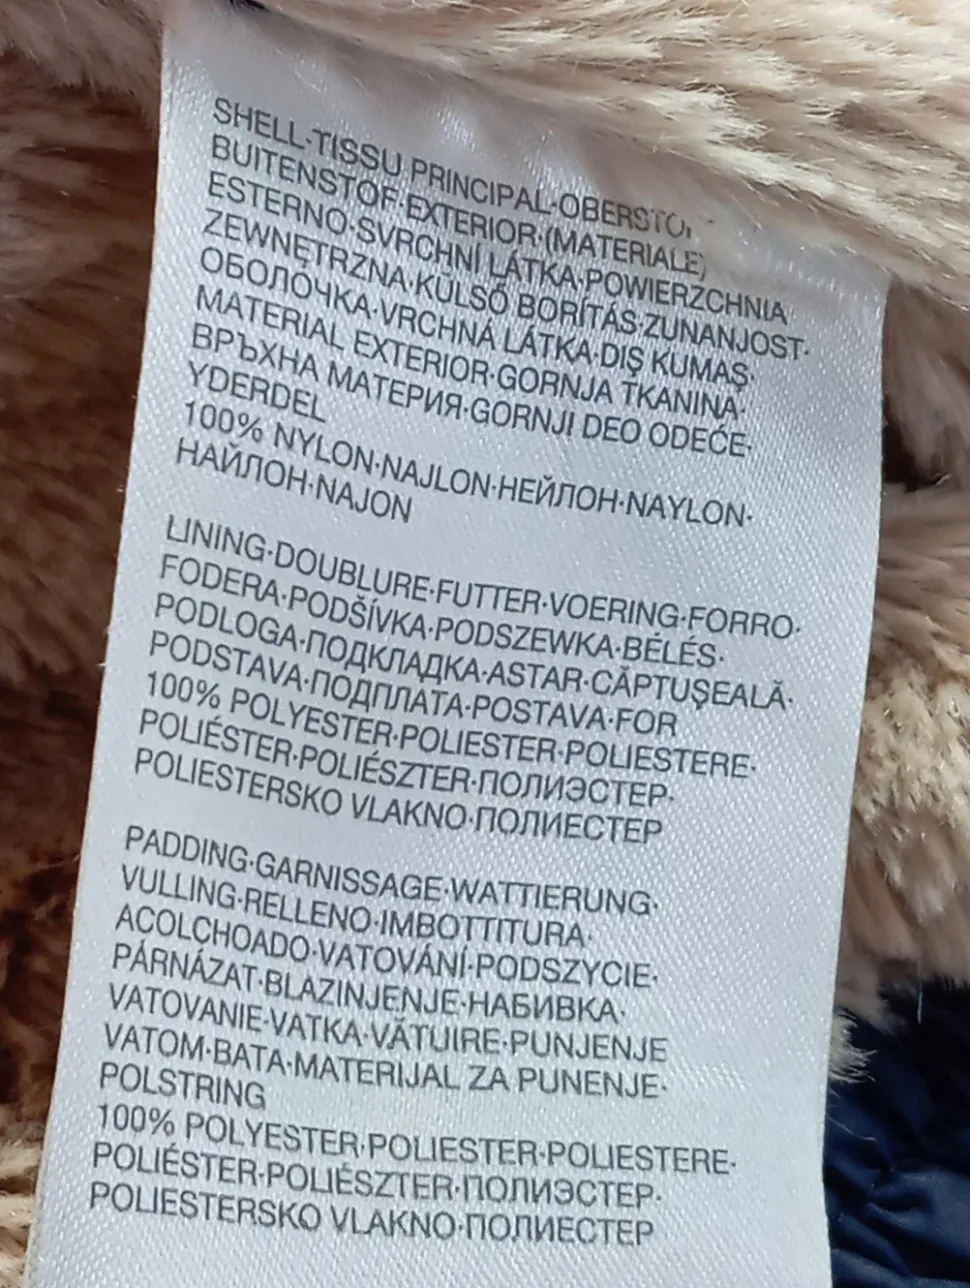 SHELL·TISSU PRINCIPAL·OBERSTO
BUITENSTOF·EXTERIOR·(MATERIALE)
ESTERNO·SVRCHNÍ LÁTKA·POWIERZCHNIA
ZEWNĘTRZNA·KÜLSŐ BORÍTÁS·ZUNANJOST·
ОБОЛОЧКА·VRCHNÁ LÁTKA·DIŞ KUMAŞ·
MATERIAL EXTERIOR·GORNJA TKANINA·
ВРЪХНА МАТЕРИЯ·GORNJI DEO ODEĆE·
YDERDEL
100% NYLON·NAJLON·НЕЙЛОН·NAYLON·
НАЙЛОН·NAJON
LINING·DOUBLURE·FUTTER·VOERING·FORRO·
FODERA·PODŠÍVKA·PODSZEWKA·BÉLÉS·
PODLOGA·ПОДКЛАДКА·ASTAR·CĂPTUŞEALĂ·
PODSTAVA·ПОДПЛАТА·POSTAVA·FOR
100% POLYESTER·POLIESTER·POLIESTERE·
POLIÉSTER·POLIÉSZTER·ПОЛИЭСТЕР·
POLIESTERSKO VLAKNO·ПОЛИЕСТЕР
PADDING·GARNISSAGE·WATTIERUNG·
VULLING·RELLENO·IMBOTTITURA·
ACOLCHOADO·VATOVÁNÍ·PODSZYCIE·
PÁRNÁZAT·BLAZINJENJE·НАБИВКА·
VATOVANIE·VATKA·VĂTUIRE·PUNJENJE
VATOM·ВАТА·MATERIJAL ZA PUNENJE·
POLSTRING
100% POLYESTER·POLIESTER·POLIESTERE·
POLIÉSTER·POLIÉSZTER·ПОЛИЭСТЕР·
POLIESTERSKO VLAKNO·ПОЛИЕСТЕР